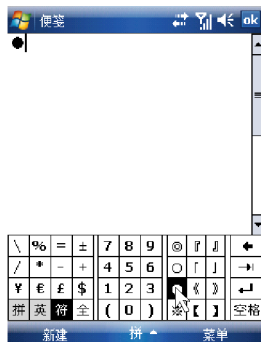 便笺 ok
●
\ % = ± 7 8 9 ◎ 『 』
/ * - + 4 5 6 ○ 「 」
¥ € £ $ 1 2 3 ● 《 》
拼 英 符 全 ( 0 ) ※ 【 】 空格
新建 拼 菜单